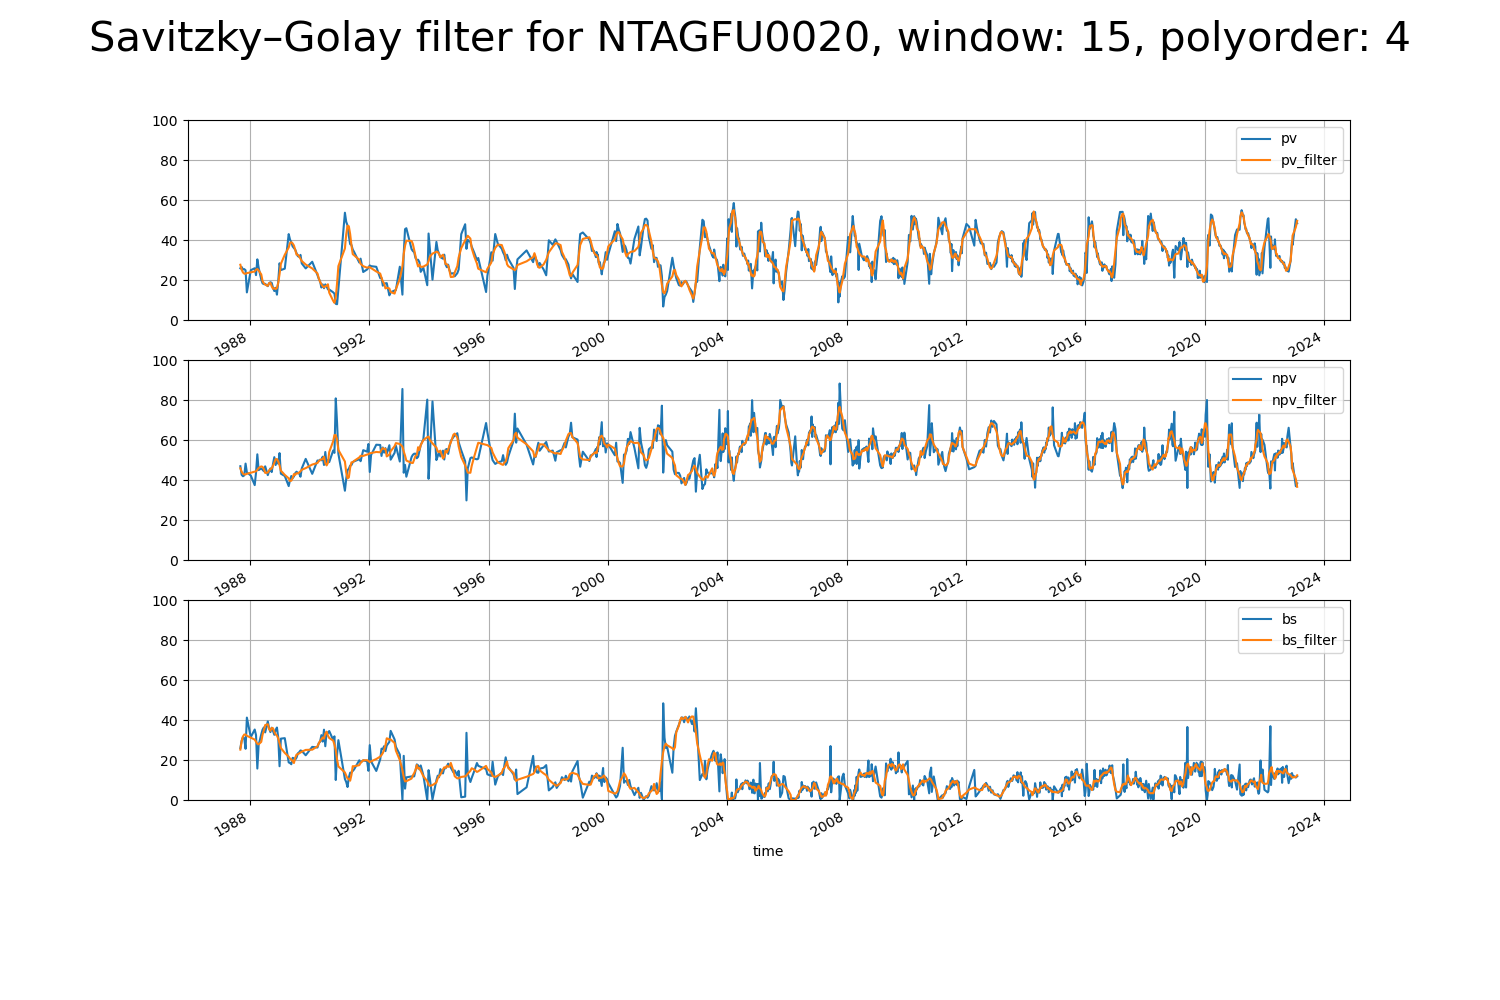 Savitzky–Golay filter for NTAGFU0020, window: 15, polyorder: 4
100
80
60
40
20
0
pv
pv_filter
1988 1992 1996 2000 2004 2008 2012 2016 2020 2024
100
80
60
40
20
0
npv
npv_filter
1988 1992 1996 2000 2004 2008 2012 2016 2020 2024
100
80
60
40
20
0
bs
bs_filter
1988 1992 1996 2000 2004 2008 2012 2016 2020 2024
time